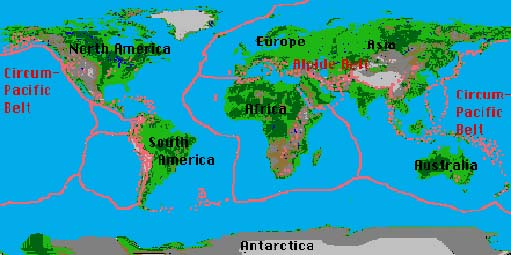 North America
Europe
Asia
Alpide Belt
Circum-
Pacific
Belt
Circum-
Pacific
Belt
Africa
South
America
Australia
Antarctica